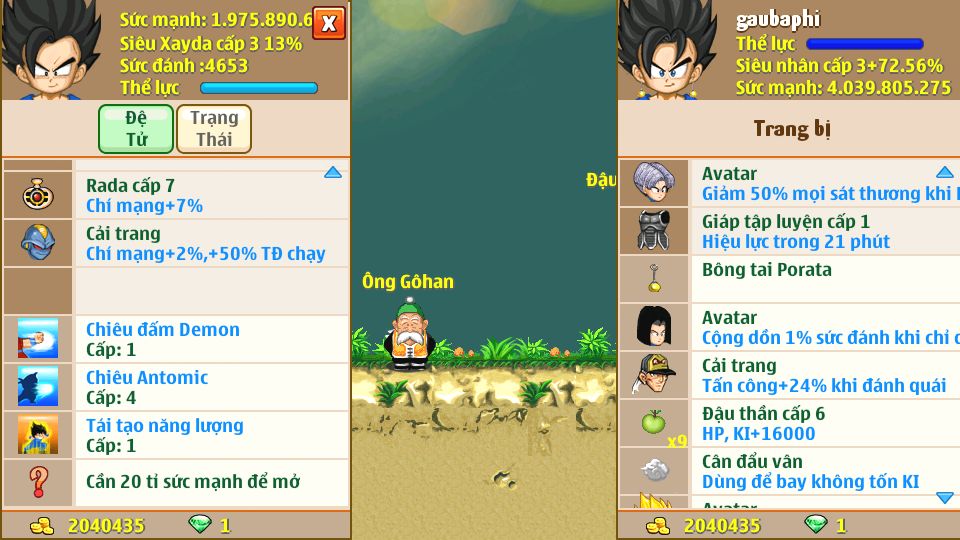 Sức mạnh: 1.975.890.6
X
Siêu Xayda cấp 3 13%
Sức đánh :4653
Thể lực
Đệ
Tử
Trạng
Thái
Rada cấp 7
Chí mạng+7%
Cải trang
Chí mạng+2%,+50% TĐ chạy
Chiêu đấm Demon
Cấp: 1
Chiêu Antomic
Cấp: 4
Tái tạo năng lượng
Cấp: 1
?
Cần 20 tỉ sức mạnh để mở
2040435
1
Đậu
Ông Gôhan
gaubaphi
Thể lực
Siêu nhân cấp 3+72.56%
Sức mạnh: 4.039.805.275
Trang bị
Avatar
Giảm 50% mọi sát thương khi
Giáp tập luyện cấp 1
Hiệu lực trong 21 phút
Bông tai Porata
Avatar
Cộng dồn 1% sức đánh khi chỉ
Cải trang
Tấn công+24% khi đánh quái
Đậu thần cấp 6
HP, KI+16000
x9
Cân đẩu vân
Dùng để bay không tốn KI
Avatar
2040435
1